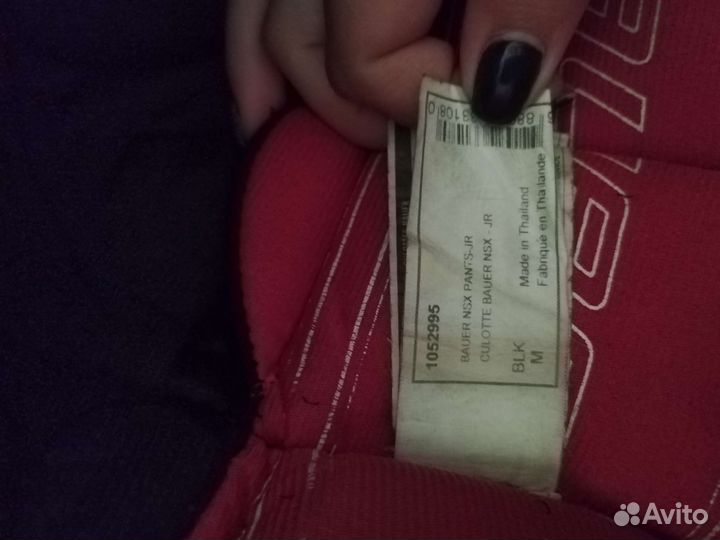 1052995
BAUER NSX PANTS-JR
CULOTTE BAUER NSX - JR
BLK
M
Made in Thailand
Fabriqué en Thaïlande
Avito